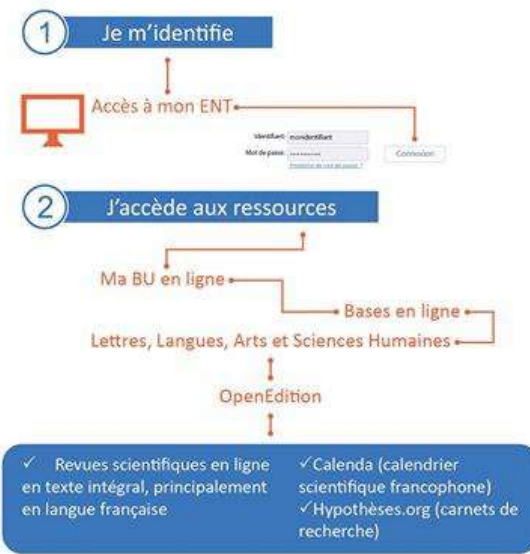 1 Je m'identifie
Accès à mon ENT
Identifiant: monidentifiant
Mot de passe: ••••••••••
Connexion
2 J'accède aux ressources
Ma BU en ligne
Bases en ligne
Lettres, Langues, Arts et Sciences Humaines
OpenEdition
✓ Revues scientifiques en ligne
en texte intégral, principalement
en langue française
✓Calenda (calendrier
scientifique francophone)
✓Hypothèses.org (carnets de
recherche)